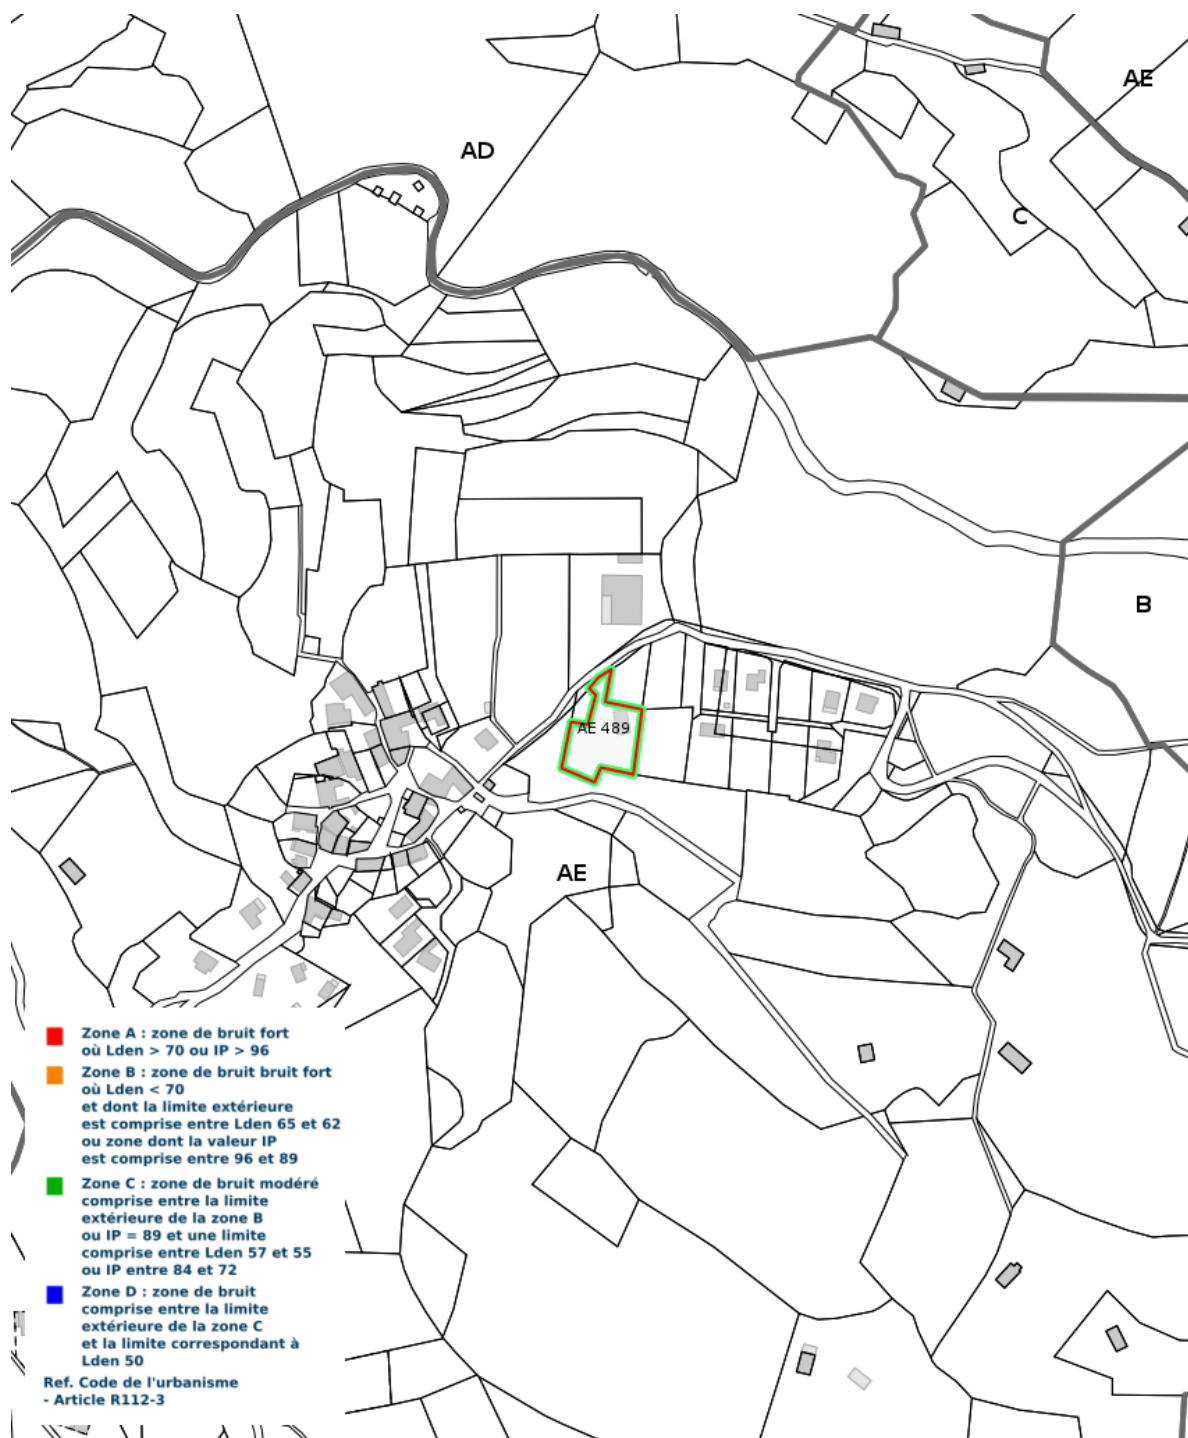 AE
AD
C
B
AE 489
AE
Zone A : zone de bruit fort
où Lden > 70 ou IP > 96
Zone B : zone de bruit bruit fort
où Lden < 70
et dont la limite extérieure
est comprise entre Lden 65 et 62
ou zone dont la valeur IP
est comprise entre 96 et 89
Zone C : zone de bruit modéré
comprise entre la limite
extérieure de la zone B
ou IP = 89 et une limite
comprise entre Lden 57 et 55
ou IP entre 84 et 72
Zone D : zone de bruit
comprise entre la limite
extérieure de la zone C
et la limite correspondant à
Lden 50
Ref. Code de l'urbanisme
- Article R112-3